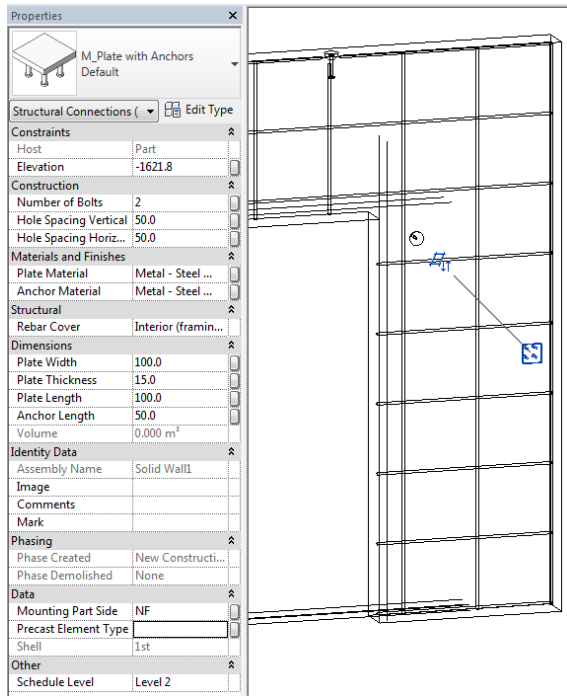 Properties
M_Plate with Anchors
Default
Structural Connections (
Edit Type
Constraints
Host Part
Elevation -1621.8
Construction
Number of Bolts 2
Hole Spacing Vertical 50.0
Hole Spacing Horiz... 50.0
Materials and Finishes
Plate Material Metal - Steel ...
Anchor Material Metal - Steel ...
Structural
Rebar Cover Interior (framin...
Dimensions
Plate Width 100.0
Plate Thickness 15.0
Plate Length 100.0
Anchor Length 50.0
Volume 0.000 m³
Identity Data
Assembly Name Solid Wall1
Image
Comments
Mark
Phasing
Phase Created New Constructi...
Phase Demolished None
Data
Mounting Part Side NF
Precast Element Type
Shell 1st
Other
Schedule Level Level 2